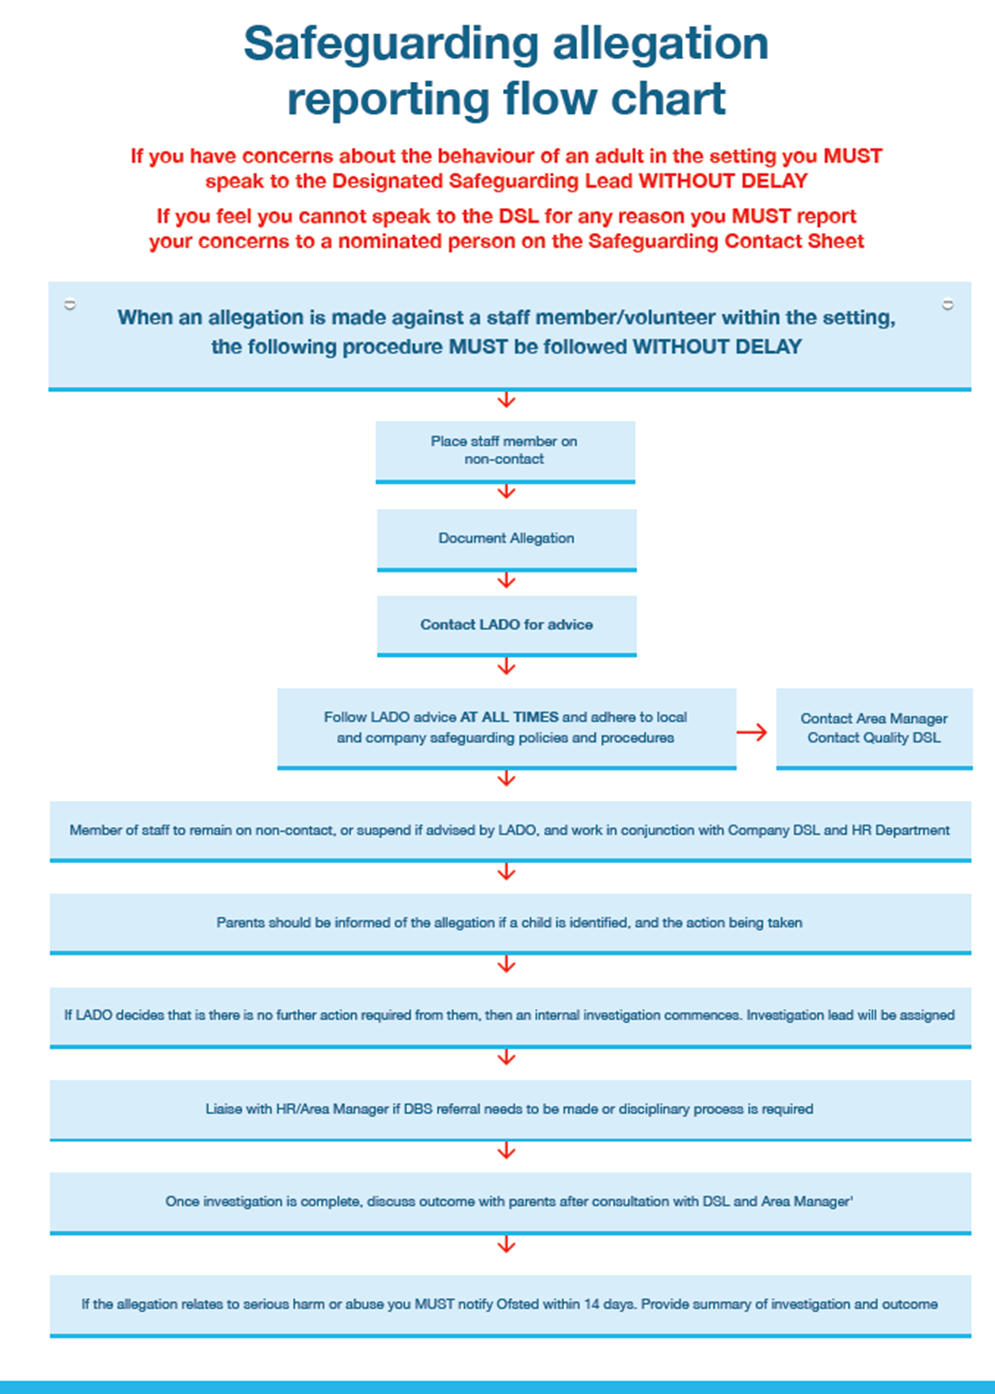 Safeguarding allegation
reporting flow chart
If you have concerns about the behaviour of an adult in the setting you MUST
speak to the Designated Safeguarding Lead WITHOUT DELAY
If you feel you cannot speak to the DSL for any reason you MUST report
your concerns to a nominated person on the Safeguarding Contact Sheet
When an allegation is made against a staff member/volunteer within the setting,
the following procedure MUST be followed WITHOUT DELAY
Place staff member on
non-contact
Document Allegation
Contact LADO for advice
Follow LADO advice AT ALL TIMES and adhere to local
and company safeguarding policies and procedures
Contact Area Manager
Contact Quality DSL
Member of staff to remain on non-contact, or suspend if advised by LADO, and work in conjunction with Company DSL and HR Department
Parents should be informed of the allegation if a child is identified, and the action being taken
If LADO decides that is there is no further action required from them, then an internal investigation commences. Investigation lead will be assigned
Liaise with HR/Area Manager if DBS referral needs to be made or disciplinary process is required
Once investigation is complete, discuss outcome with parents after consultation with DSL and Area Manager'
If the allegation relates to serious harm or abuse you MUST notify Ofsted within 14 days. Provide summary of investigation and outcome